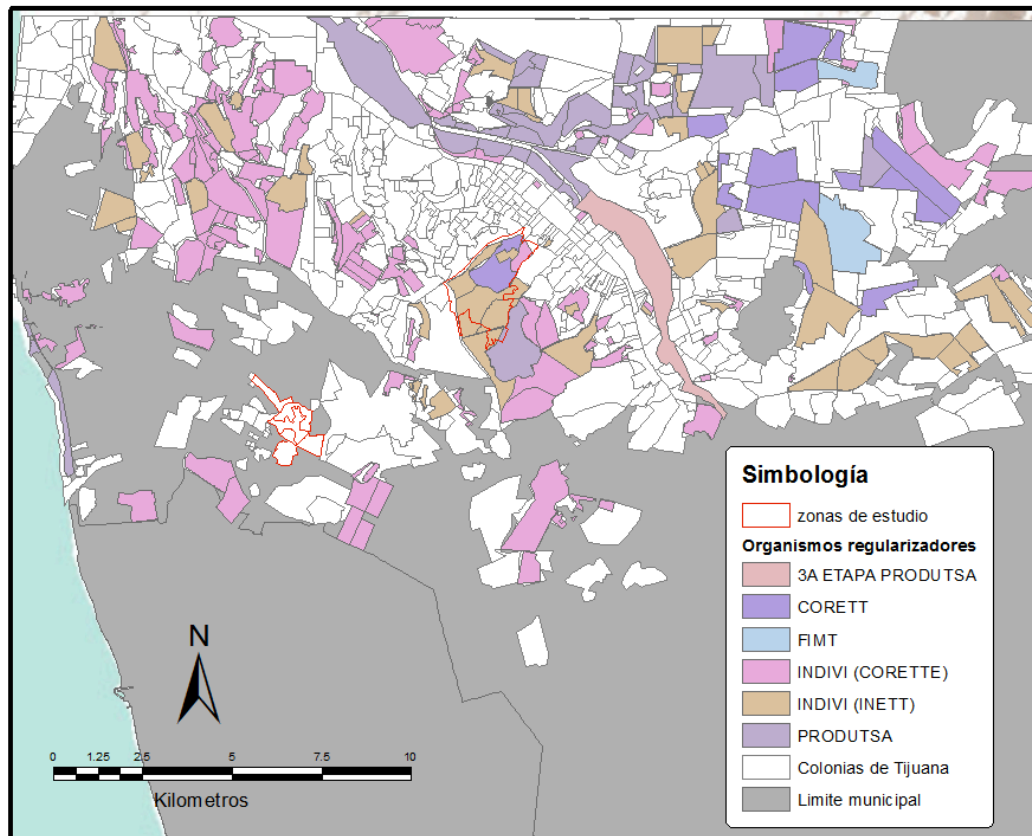 Simbología
zonas de estudio
Organismos regularizadores
3A ETAPA PRODUTSA
CORETT
FIMT
INDIVI (CORETTE)
INDIVI (INETT)
PRODUTSA
Colonias de Tijuana
Limite municipal
N
0 1.25 2.5 5 7.5 10
Kilometros